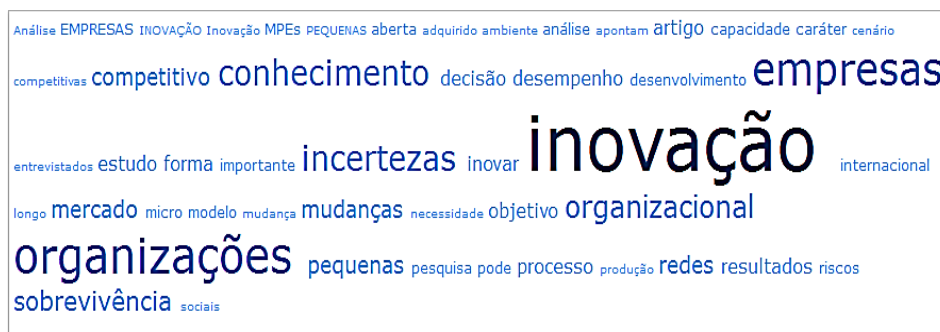 Análise EMPRESAS INOVAÇÃO Inovação MPEs PEQUENAS aberta adquirido ambiente análise apontam artigo capacidade caráter cenário
competitivas competitivo conhecimento decisão desempenho desenvolvimento empresas
entrevistados estudo forma importante incertezas inovar inovação internacional
longo mercado micro modelo mudança mudanças necessidade objetivo organizacional
organizações pequenas pesquisa pode processo produção redes resultados riscos
sobrevivência sociais